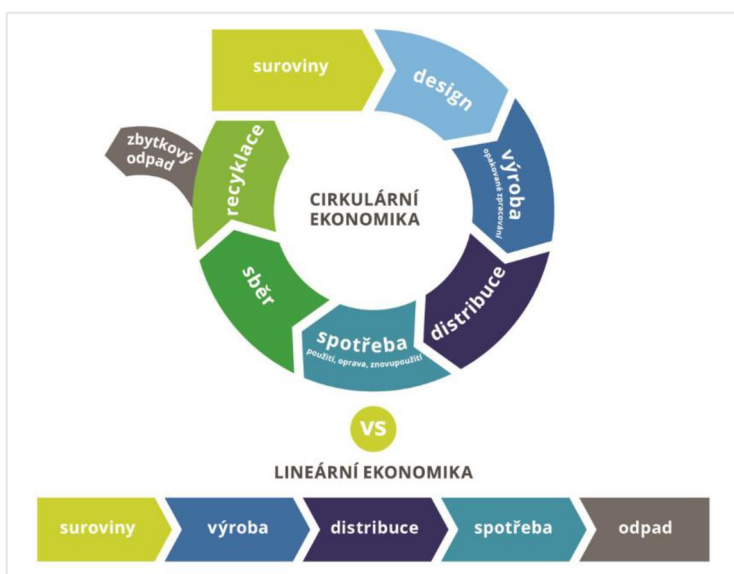 suroviny
design
výroba
opakované zpracování
distribuce
spotřeba
použití, oprava, znovupoužití
sběr
recyklace
zbytkový
odpad
CIRKULÁRNÍ
EKONOMIKA
VS
LINEÁRNÍ EKONOMIKA
suroviny
výroba
distribuce
spotřeba
odpad